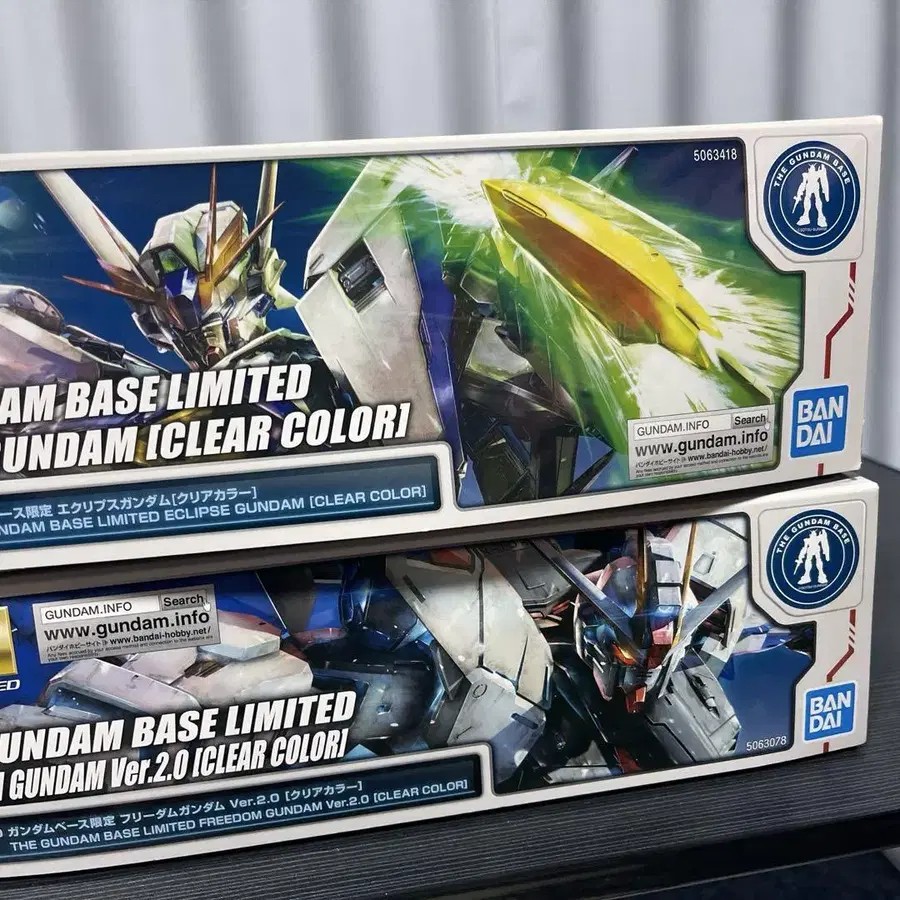 5063418
THE GUNDAM BASE
AM BASE LIMITED
GUNDAM [CLEAR COLOR]
ース限定 エクリプスガンダム[クリアカラー]
NDAM BASE LIMITED ECLIPSE GUNDAM [CLEAR COLOR]
GUNDAM.INFO Search
www.gundam.info
バンダイホビーサイト www.bandai-hobby.net/
BAN
DAI
THE GUNDAM BASE
GUNDAM.INFO Search
www.gundam.info
バンダイホビーサイト www.bandai-hobby.net/
ED
UNDAM BASE LIMITED
GUNDAM Ver.2.0 [CLEAR COLOR]
ガンダムベース限定 フリーダムガンダム Ver.2.0 [クリアカラー]
THE GUNDAM BASE LIMITED FREEDOM GUNDAM Ver.2.0 [CLEAR COLOR]
BAN
DAI
5063078